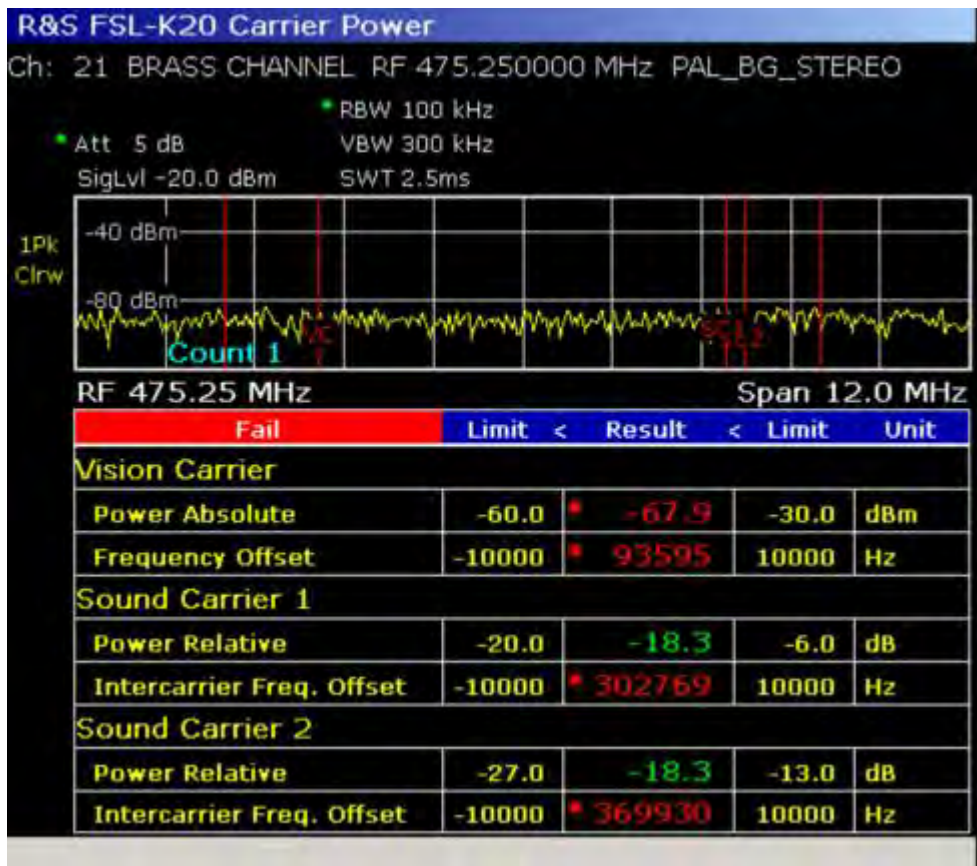 R&S FSL-K20 Carrier Power
Ch: 21 BRASS CHANNEL RF 475.250000 MHz PAL_BG_STEREO
RBW 100 kHz
Att 5 dB VBW 300 kHz
SigLvl -20.0 dBm SWT 2.5ms
-40 dBm
1Pk
Clrw
-80 dBm
Count 1
RF 475.25 MHz Span 12.0 MHz
Fail Limit < Result < Limit Unit
Vision Carrier
Power Absolute -60.0 -67.9 -30.0 dBm
Frequency Offset -10000 93595 10000 Hz
Sound Carrier 1
Power Relative -20.0 -18.3 -6.0 dB
Intercarrier Freq. Offset -10000 302769 10000 Hz
Sound Carrier 2
Power Relative -27.0 -18.3 -13.0 dB
Intercarrier Freq. Offset -10000 369930 10000 Hz